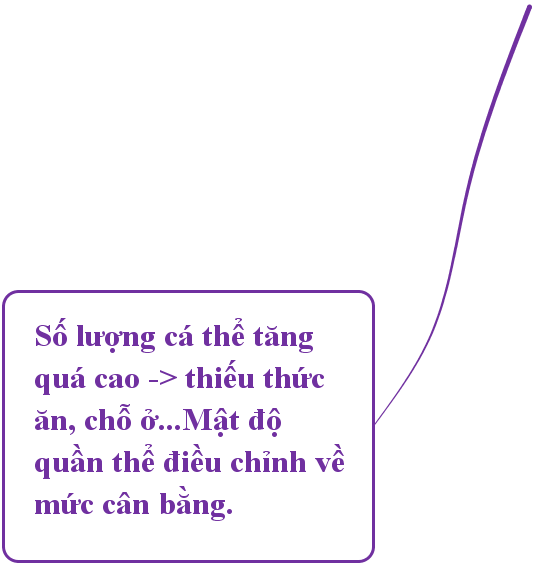 Số lượng cá thể tăng
quá cao -> thiếu thức
ăn, chỗ ở...Mật độ
quần thể điều chỉnh về
mức cân bằng.